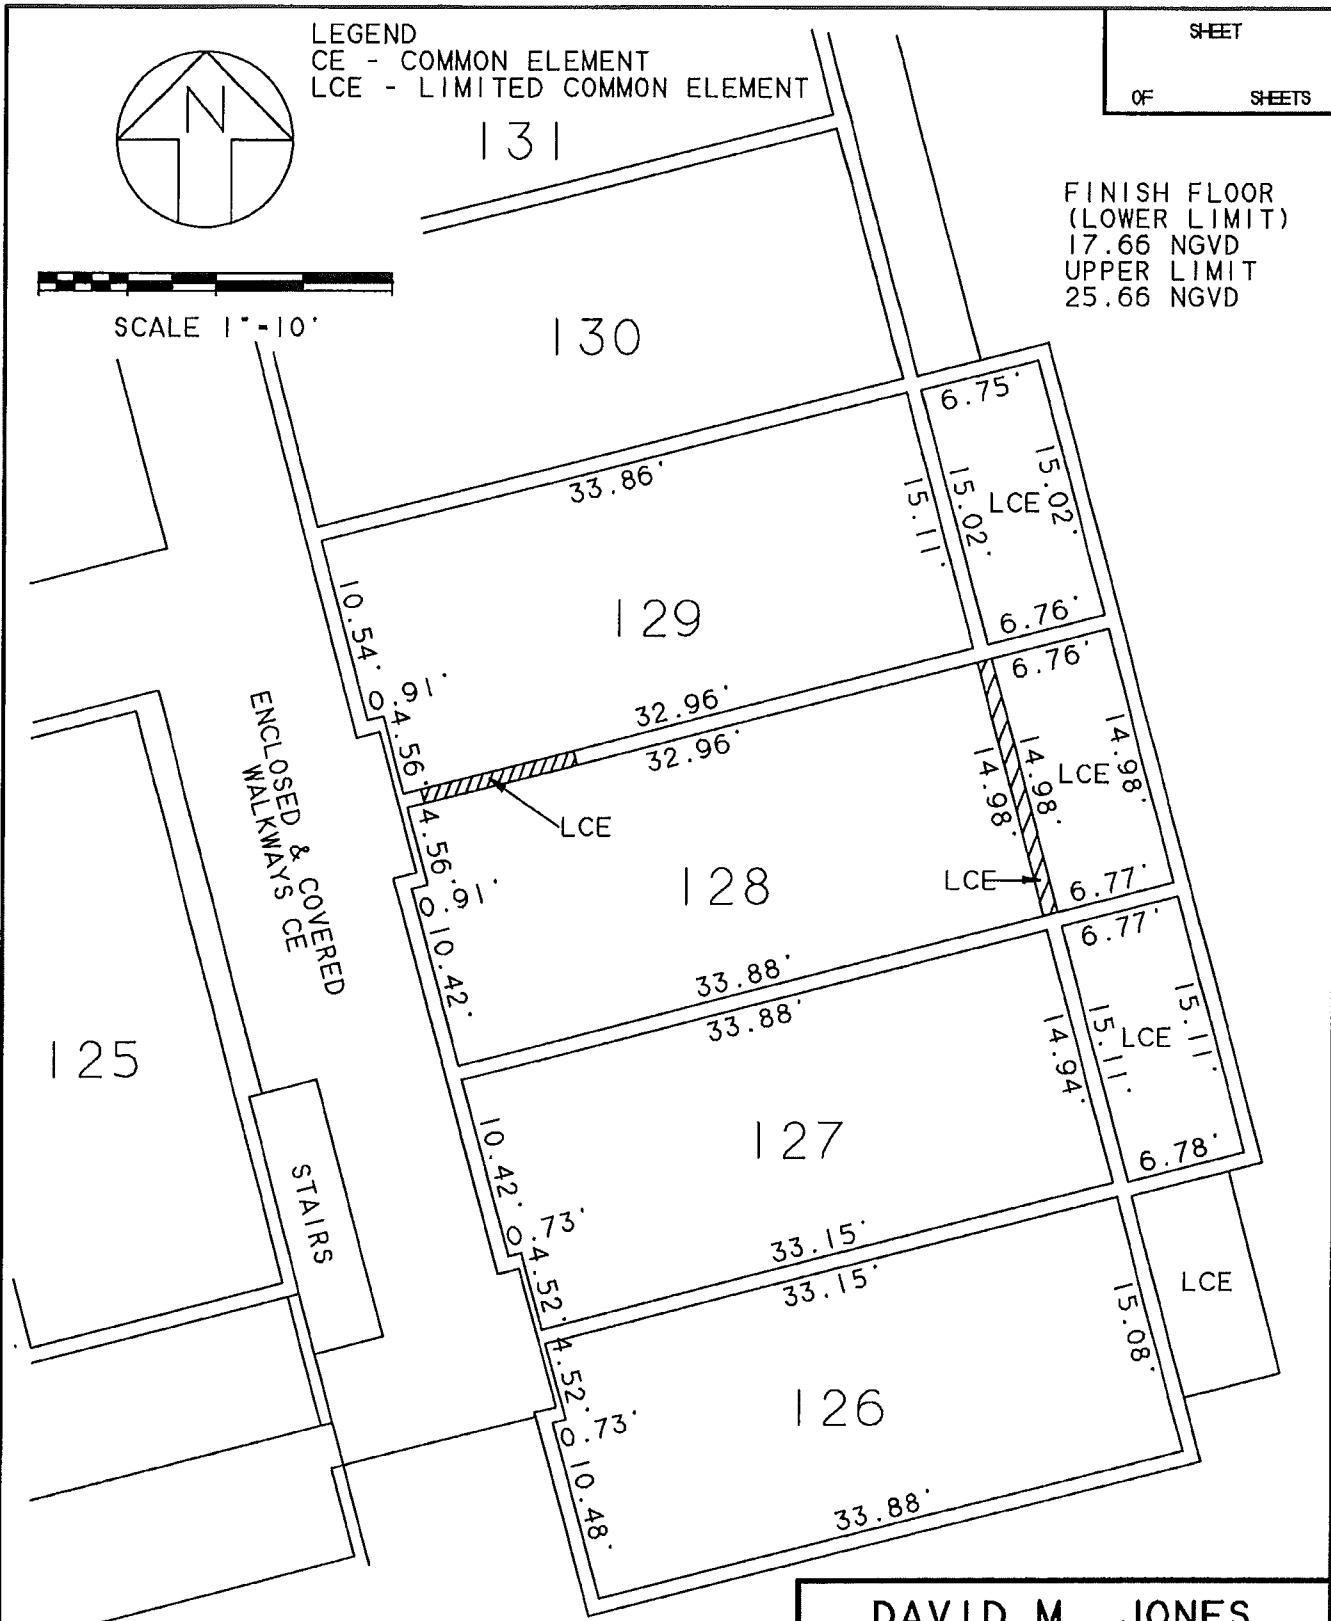 LEGEND
CE - COMMON ELEMENT
LCE - LIMITED COMMON ELEMENT
SHEET
OF SHEETS
N
SCALE 1"-10'
FINISH FLOOR
(LOWER LIMIT)
17.66 NGVD
UPPER LIMIT
25.66 NGVD
131
130
6.75'
33.86'
15.11'
15.02'
LCE
15.02'
10.54'
129
6.76'
0.91'
4.56'
32.96'
32.96'
6.76'
LCE
14.98'
14.98'
LCE
14.98'
ENCLOSED & COVERED
WALKWAYS CE
4.56'
0.91'
128
LCE
6.77'
10.42'
33.88'
33.88'
6.77'
125
14.94'
15.11'
LCE
15.11'
10.42'
127
6.78'
STAIRS
0.73'
4.52'
33.15'
33.15'
LCE
4.52'
0.73'
126
15.08'
10.48'
33.88'
DAVID M. JONES